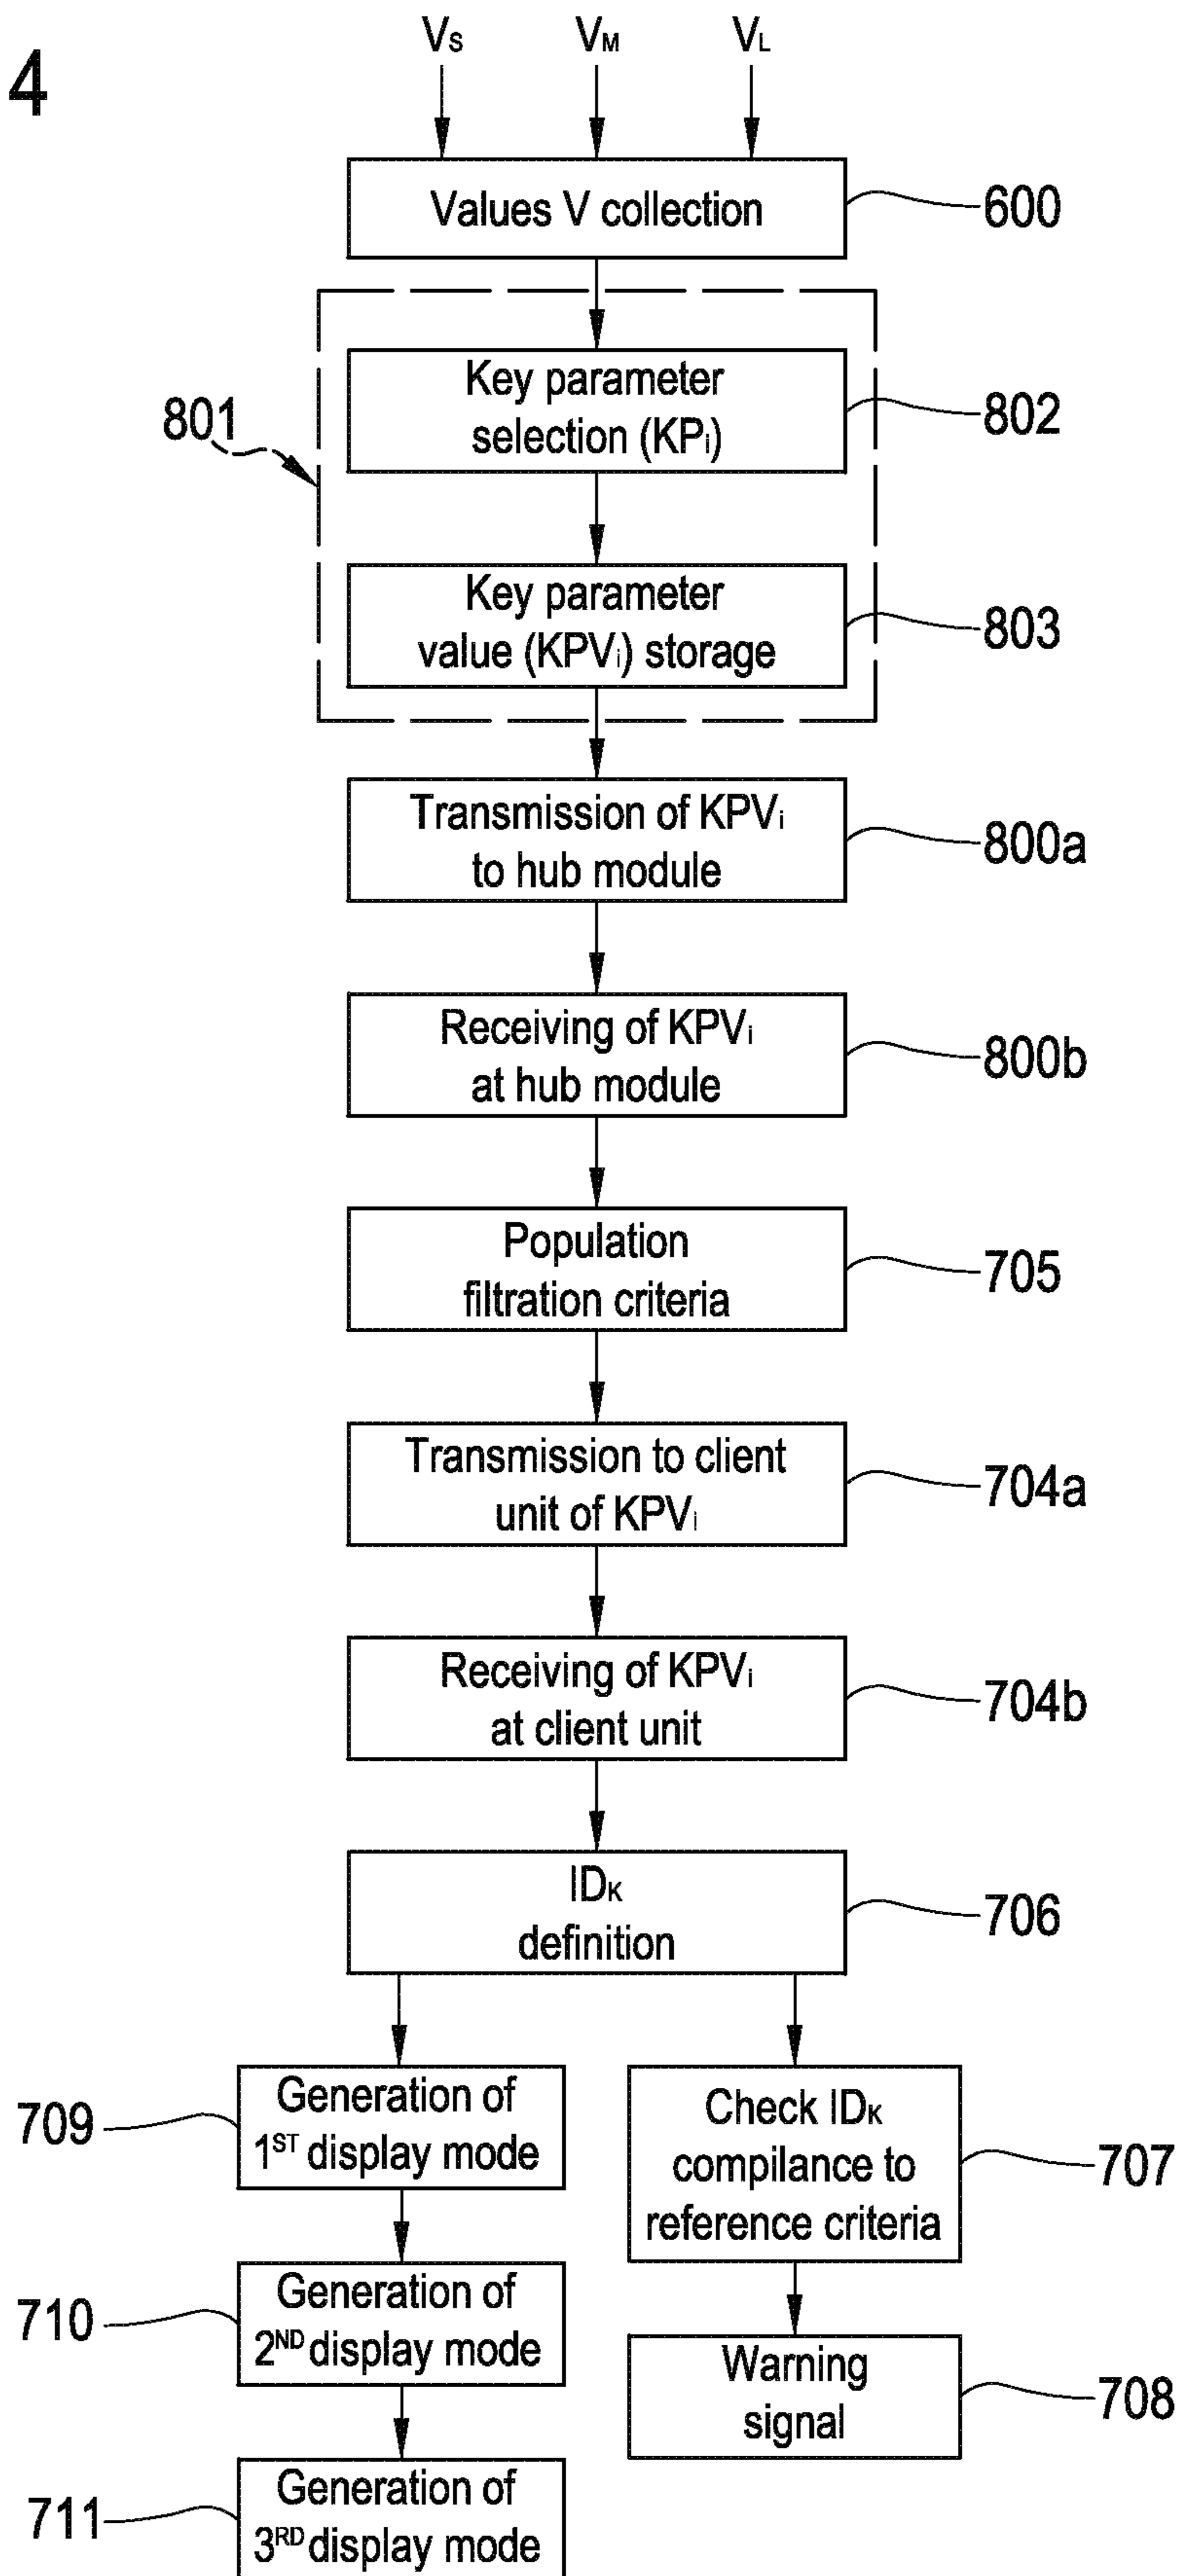 4
VS VM VL
Values V collection
600
801
Key parameter
selection (KPi)
802
Key parameter
value (KPVi) storage
803
Transmission of KPVi
to hub module
800a
Receiving of KPVi
at hub module
800b
Population
filtration criteria
705
Transmission to client
unit of KPVi
704a
Receiving of KPVi
at client unit
704b
IDK
definition
706
709
Generation of
1ST display mode
Check IDK
compilance to
reference criteria
707
710
Generation of
2ND display mode
Warning
signal
708
711
Generation of
3RD display mode